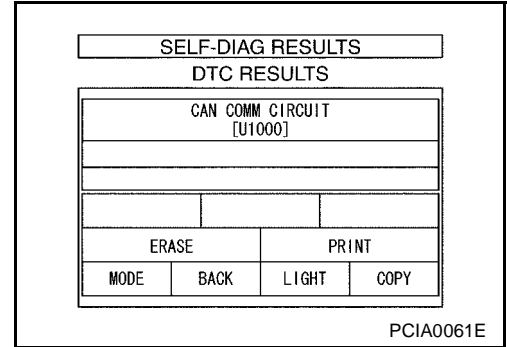 SELF-DIAG RESULTS
DTC RESULTS
CAN COMM CIRCUIT
[U1000]
ERASE PRINT
MODE BACK LIGHT COPY
PCIA0061E